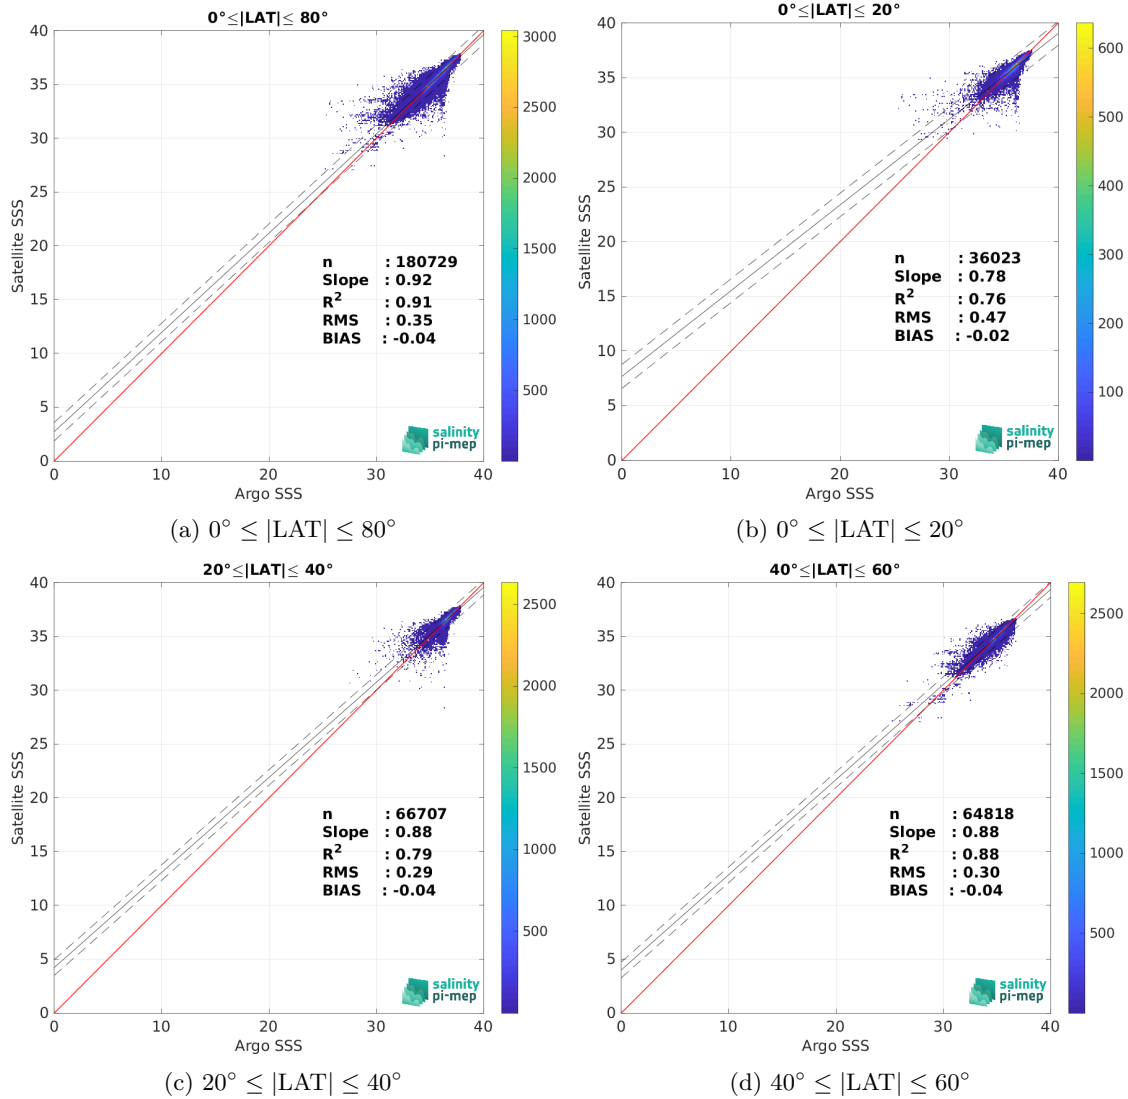 0°≤|LAT|≤ 80°
40
35
30
25
20
15
10
5
0
Satellite SSS
n : 180729
Slope : 0.92
R² : 0.91
RMS : 0.35
BIAS : -0.04
salinity
pi-mep
0 10 20 30 40
Argo SSS
3000
2500
2000
1500
1000
500
(a) 0° ≤ |LAT| ≤ 80°
0°≤|LAT|≤ 20°
40
35
30
25
20
15
10
5
0
Satellite SSS
n : 36023
Slope : 0.78
R² : 0.76
RMS : 0.47
BIAS : -0.02
salinity
pi-mep
0 10 20 30 40
Argo SSS
600
500
400
300
200
100
(b) 0° ≤ |LAT| ≤ 20°
20°≤|LAT|≤ 40°
40
35
30
25
20
15
10
5
0
Satellite SSS
n : 66707
Slope : 0.88
R² : 0.79
RMS : 0.29
BIAS : -0.04
salinity
pi-mep
0 10 20 30 40
Argo SSS
2500
2000
1500
1000
500
(c) 20° ≤ |LAT| ≤ 40°
40°≤|LAT|≤ 60°
40
35
30
25
20
15
10
5
0
Satellite SSS
n : 64818
Slope : 0.88
R² : 0.88
RMS : 0.30
BIAS : -0.04
salinity
pi-mep
0 10 20 30 40
Argo SSS
2500
2000
1500
1000
500
(d) 40° ≤ |LAT| ≤ 60°